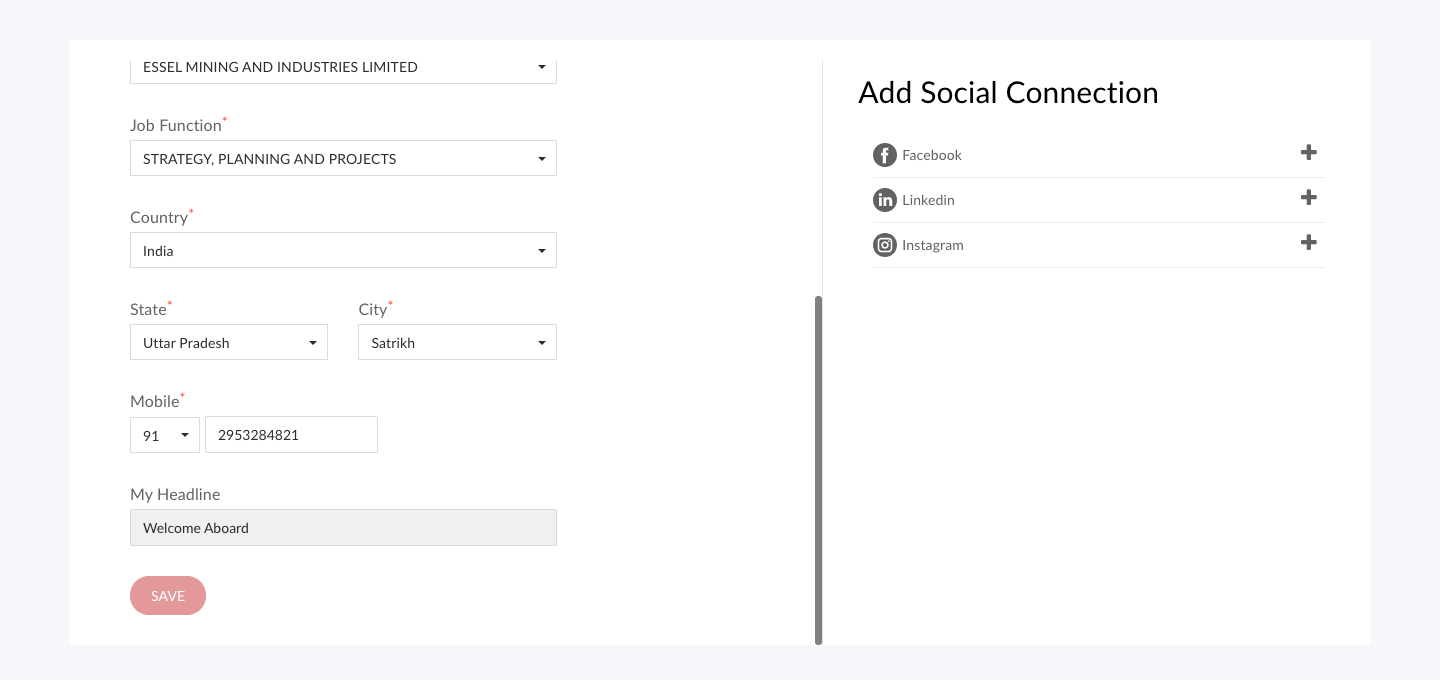 ESSEL MINING AND INDUSTRIES LIMITED
Job Function*
STRATEGY, PLANNING AND PROJECTS
Country*
India
State* City*
Uttar Pradesh Satrikh
Mobile*
91 2953284821
My Headline
Welcome Aboard
SAVE
Add Social Connection
Facebook
Linkedin
Instagram